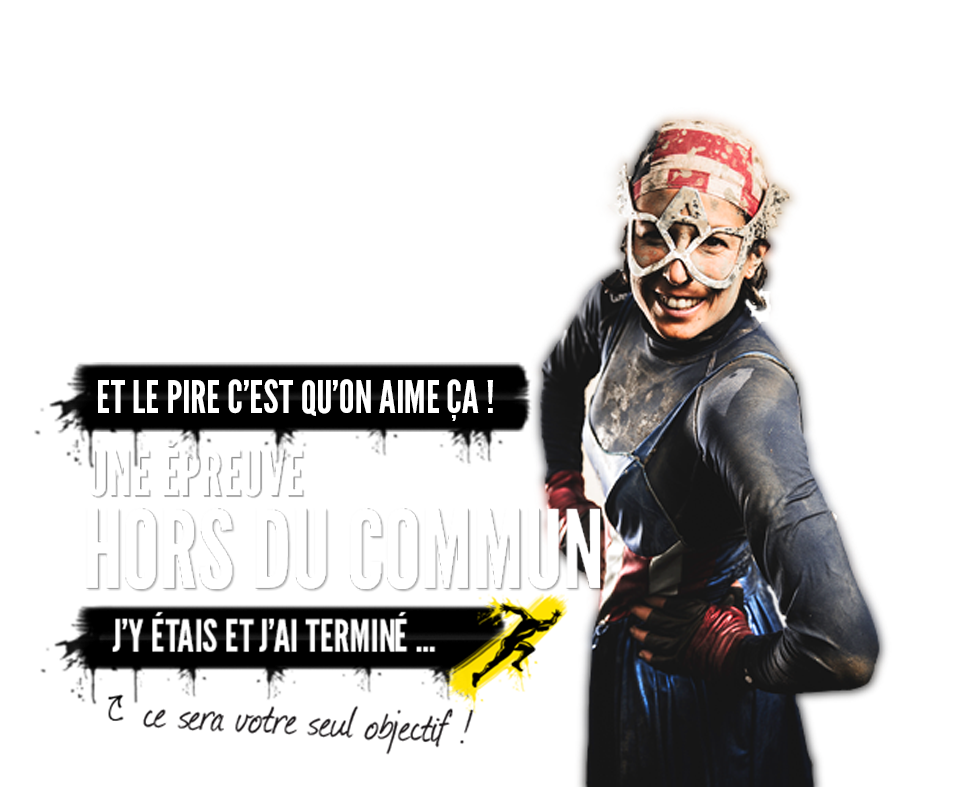 ET LE PIRE C'EST QU'ON AIME ÇA !
UNE ÉPREUVE
HORS DU COMMUN
J'Y ÉTAIS ET J'AI TERMINÉ ...
ce sera votre seul objectif !